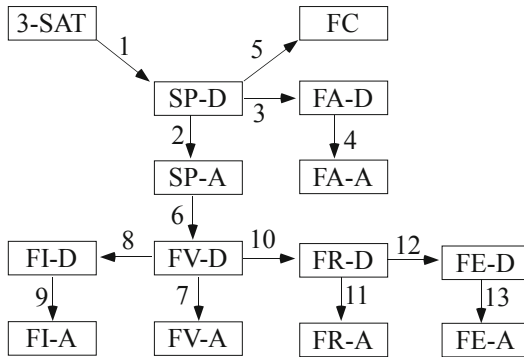 3-SAT
FC
1
5
SP-D
FA-D
3
2
4
SP-A
FA-A
6
8
10
12
FI-D
FV-D
FR-D
FE-D
9
7
11
13
FI-A
FV-A
FR-A
FE-A